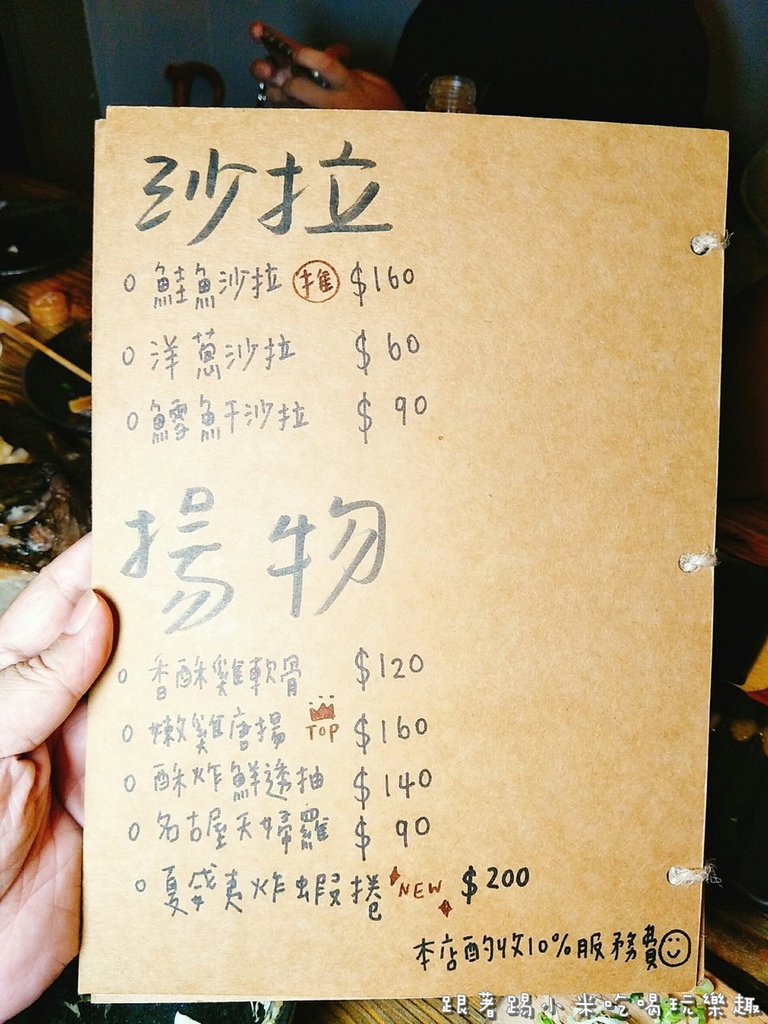 沙拉
鮭魚沙拉 推 $160
洋蔥沙拉 $60
鱈魚干沙拉 $90
揚物
香酥雞軟骨 $120
嫩雞唐揚 TOP $160
酥炸鮮透抽 $140
名古屋天婦羅 $90
夏威夷炸蝦捲 NEW $200
本店酌收10%服務費
跟著踢小米吃喝玩樂趣